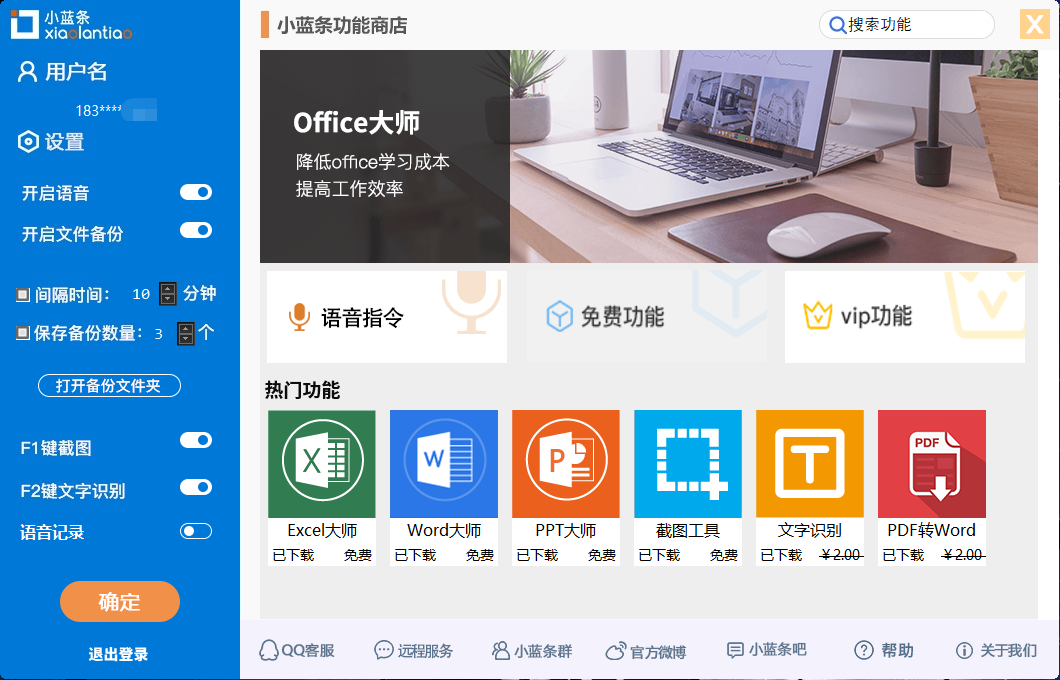 小蓝条
xiaolantiao
用户名
183****
设置
开启语音
开启文件备份
间隔时间： 10 分钟
保存备份数量： 3 个
打开备份文件夹
F1键截图
F2键文字识别
语音记录
确定
退出登录
小蓝条功能商店
搜索功能
X
Office大师
降低office学习成本
提高工作效率
语音指令
免费功能
vip功能
热门功能
X
W
P
T
PDF
Excel大师
Word大师
PPT大师
截图工具
文字识别
PDF转Word
已下载 免费
已下载 免费
已下载 免费
已下载 免费
已下载 ￥2.00
已下载 ￥2.00
QQ客服
远程服务
小蓝条群
官方微博
小蓝条吧
帮助
关于我们